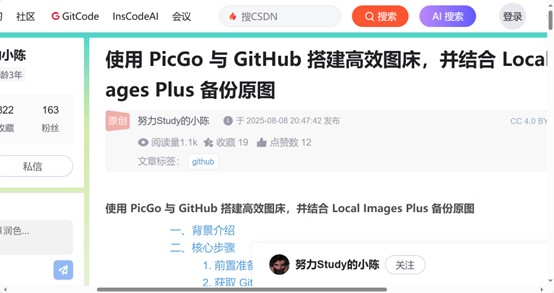 社区 GitCode InsCodeAI 会议 搜CSDN 搜索 AI 搜索 登录
的小陈
龄3年
322 163
收藏 粉丝
私信
润色...
使用 PicGo 与 GitHub 搭建高效图床，并结合 Local
ages Plus 备份原图
原创 努力Study的小陈 于 2025-08-08 20:47:42 发布 CC 4.0 BY
阅读量1.1k 收藏 19 点赞数 12
文章标签： github
使用 PicGo 与 GitHub 搭建高效图床，并结合 Local Images Plus 备份原图
一、背景介绍
二、核心步骤
1. 前置准备
2. 获取 Git
努力Study的小陈 关注